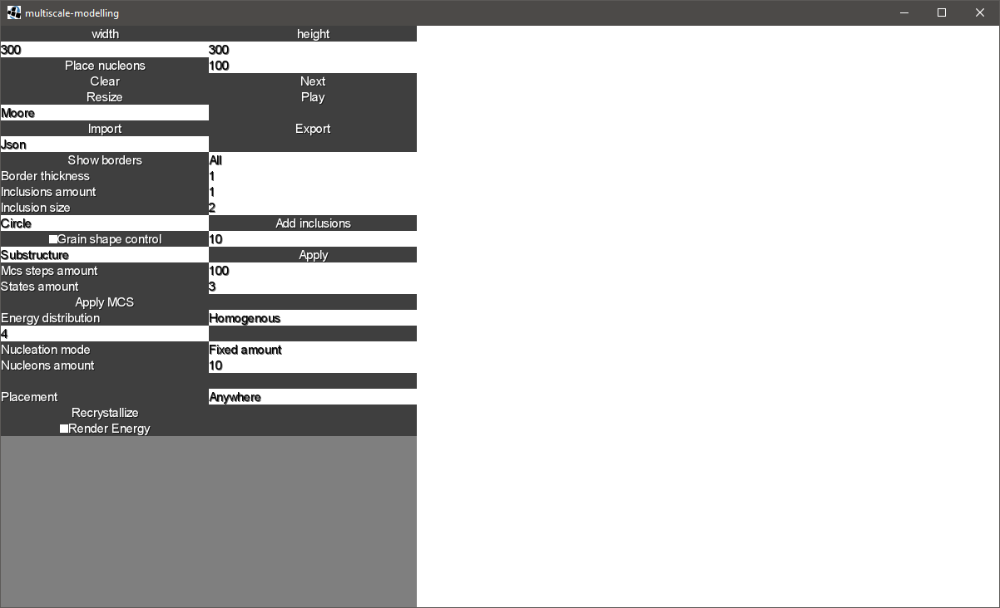 multiscale-modelling
width height
300 300
Place nucleons 100
Clear Next
Resize Play
Moore
Import Export
Json
Show borders All
Border thickness 1
Inclusions amount 1
Inclusion size 2
Circle Add inclusions
Grain shape control 10
Substructure Apply
Mcs steps amount 100
States amount 3
Apply MCS
Energy distribution Homogenous
4
Nucleation mode Fixed amount
Nucleons amount 10
Placement Anywhere
Recrystallize
Render Energy